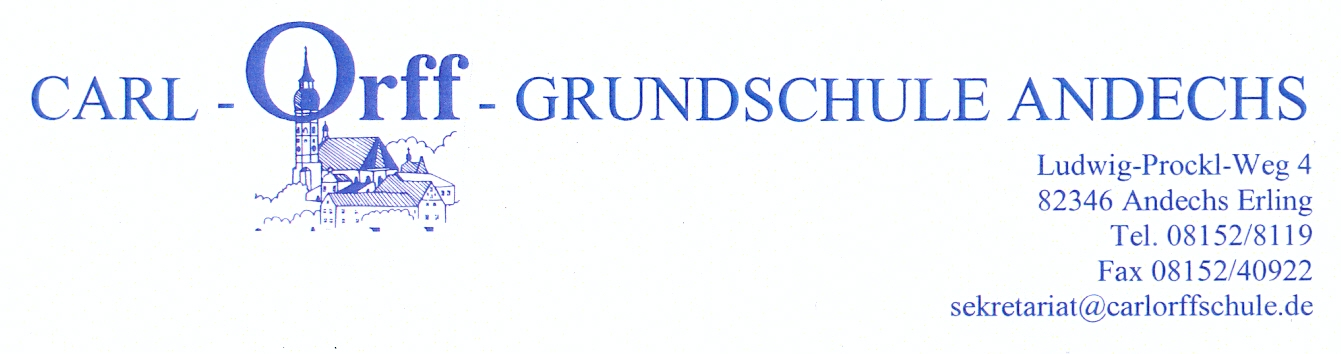 CARL - Orff - GRUNDSCHULE ANDECHS
Ludwig-Prockl-Weg 4
82346 Andechs Erling
Tel. 08152/8119
Fax 08152/40922
sekretariat@carlorffschule.de